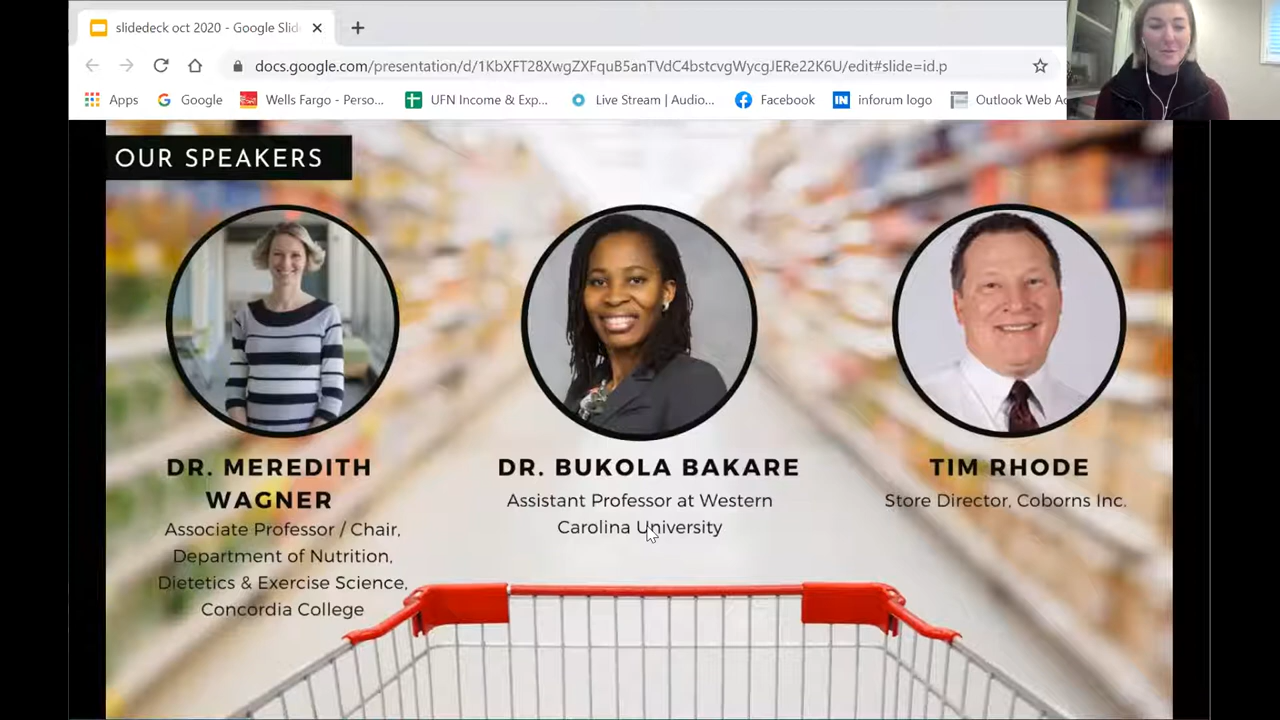 slidedeck oct 2020 - Google Slid
docs.google.com/presentation/d/1KbXFT28XwgZXFquB5anTVdC4bstcvgWycgJERe22K6U/edit#slide=id.p
Apps Google Wells Fargo - Perso... UFN Income & Exp... Live Stream | Audio... Facebook IN inforum logo Outlook Web Ac
OUR SPEAKERS
DR. MEREDITH
WAGNER
Associate Professor / Chair,
Department of Nutrition,
Dietetics & Exercise Science,
Concordia College
DR. BUKOLA BAKARE
Assistant Professor at Western
Carolina University
TIM RHODE
Store Director, Coborns Inc.